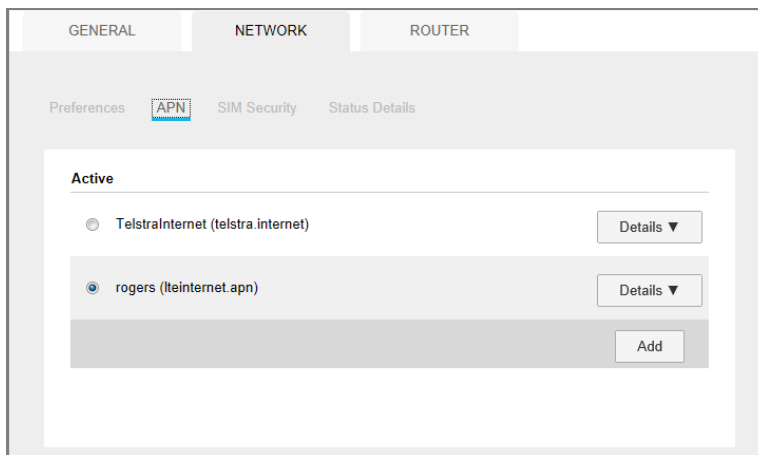 GENERAL NETWORK ROUTER
Preferences APN SIM Security Status Details
Active
TelstraInternet (telstra.internet) Details ▼
rogers (lteinternet.apn) Details ▼
Add